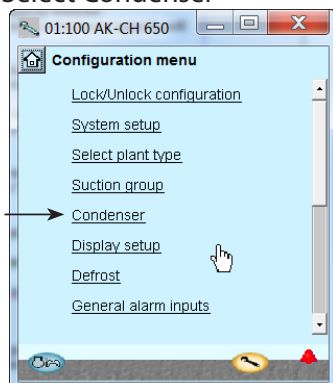 Select Condenser
01:100 AK-CH 650
Configuration menu
Lock/Unlock configuration
System setup
Select plant type
Suction group
Condenser
Display setup
Defrost
General alarm inputs